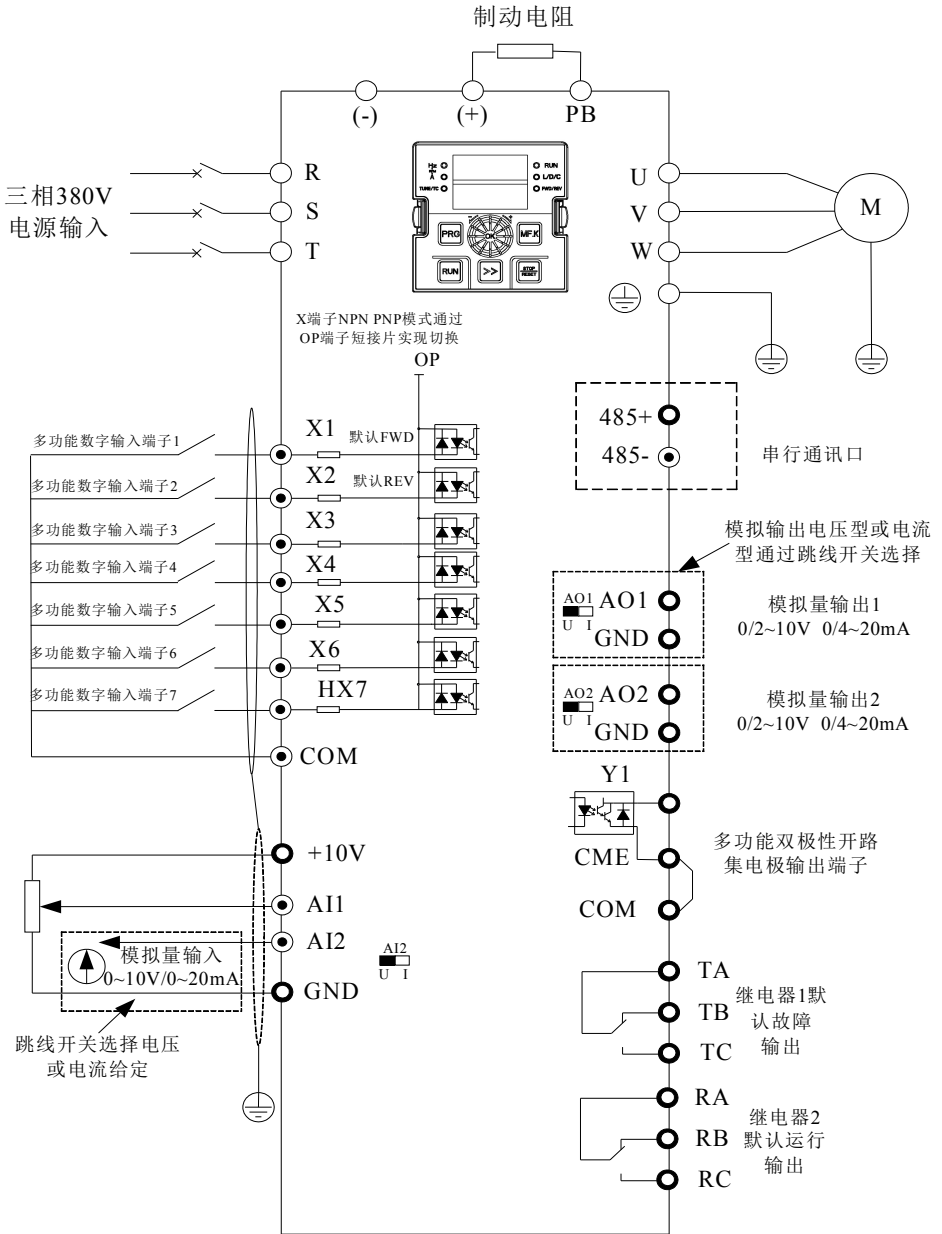 制动电阻
(-)
(+)
PB
三相380V
电源输入
R
S
T
Hz
A
TUNE/TC
RUN
L/D/C
FWD/REV
PRG
OK
MF.K
RUN
>>
STOP
RESET
U
V
W
M
X端子NPN PNP模式通过
OP端子短接片实现切换
OP
多功能数字输入端子1
X1
默认FWD
多功能数字输入端子2
X2
默认REV
多功能数字输入端子3
X3
多功能数字输入端子4
X4
多功能数字输入端子5
X5
多功能数字输入端子6
X6
多功能数字输入端子7
HX7
COM
485+
485-
串行通讯口
模拟输出电压型或电流
型通过跳线开关选择
AO1
U I
AO1
GND
模拟量输出1
0/2~10V 0/4~20mA
AO2
U I
AO2
GND
模拟量输出2
0/2~10V 0/4~20mA
Y1
CME
COM
多功能双极性开路
集电极输出端子
+10V
AI1
AI2
GND
AI2
U I
模拟量输入
0~10V/0~20mA
跳线开关选择电压
或电流给定
TA
TB
TC
继电器1默
认故障
输出
RA
RB
RC
继电器2
默认运行
输出